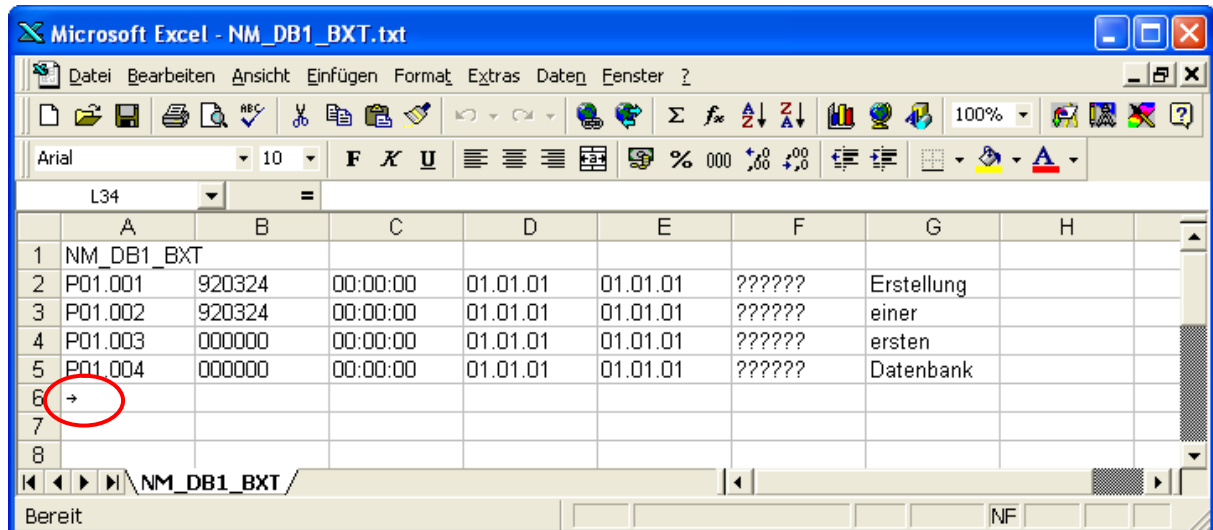 Microsoft Excel - NM_DB1_BXT.txt
Datei Bearbeiten Ansicht Einfügen Format Extras Daten Fenster ?
100%
Arial 10 F K U % 000
L34 =
A B C D E F G H
1 NM_DB1_BXT
2 P01.001 920324 00:00:00 01.01.01 01.01.01 ?????? Erstellung
3 P01.002 920324 00:00:00 01.01.01 01.01.01 ?????? einer
4 P01.003 000000 00:00:00 01.01.01 01.01.01 ?????? ersten
5 P01.004 000000 00:00:00 01.01.01 01.01.01 ?????? Datenbank
6 →
7
8
NM_DB1_BXT
Bereit NF